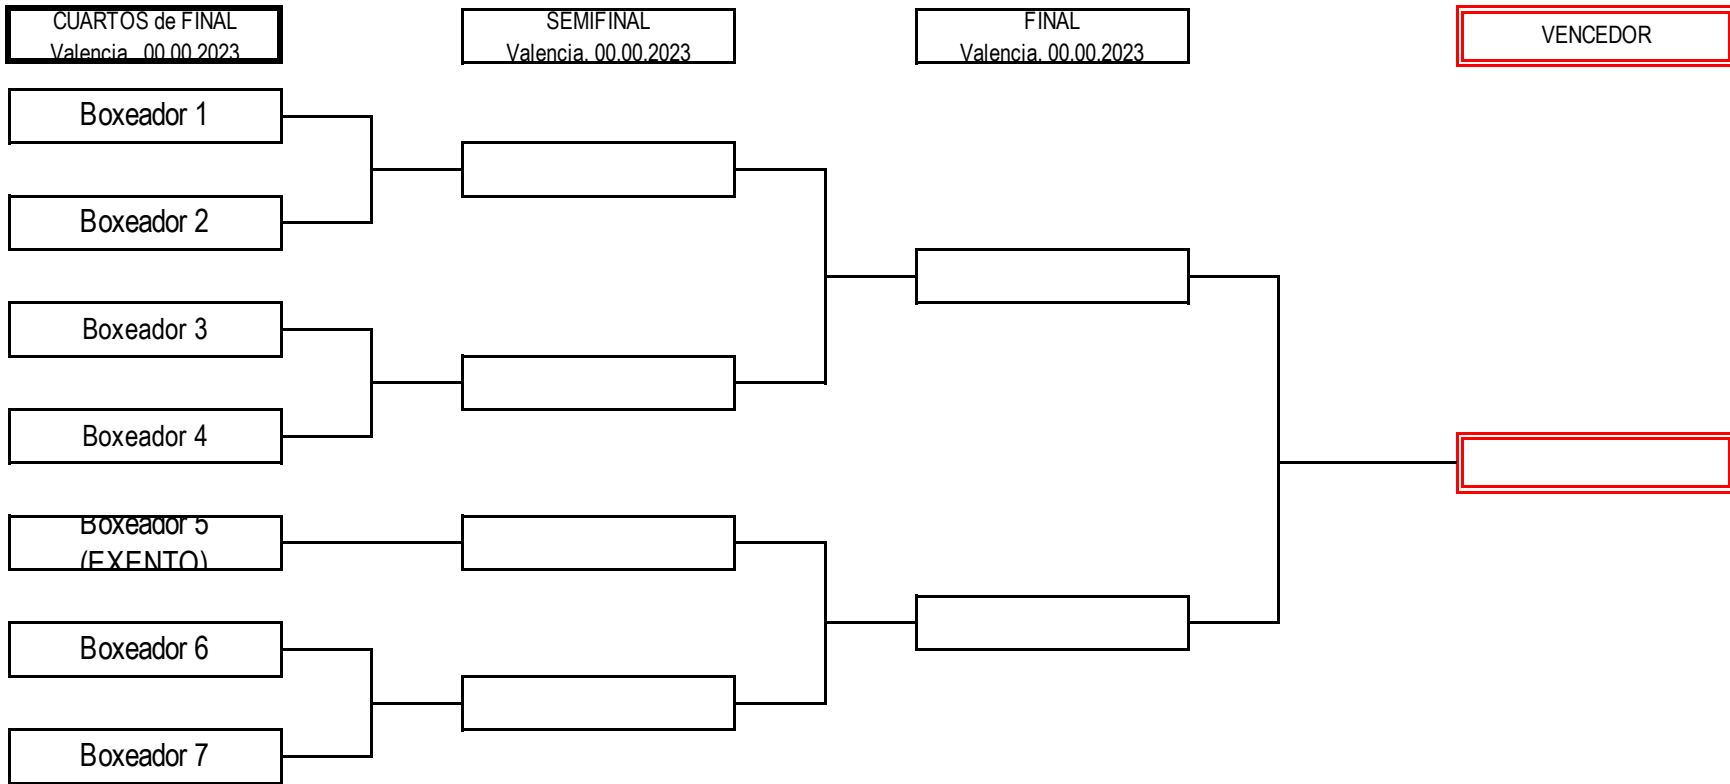 CUARTOS de FINAL
Valencia. 00.00.2023
SEMIFINAL
Valencia. 00.00.2023
FINAL
Valencia. 00.00.2023
VENCEDOR
Boxeador 1
Boxeador 2
Boxeador 3
Boxeador 4
Boxeador 5
(EXENTO)
Boxeador 6
Boxeador 7